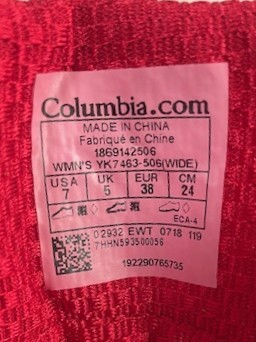 Columbia.com
MADE IN CHINA
Fabriqué en Chine
1869142506
WMN'S YK7463-506(WIDE)
USA UK EUR CM
7 5 38 24
ECA-4
02932 EWT 0718 119
7HHN593500056
192290765735